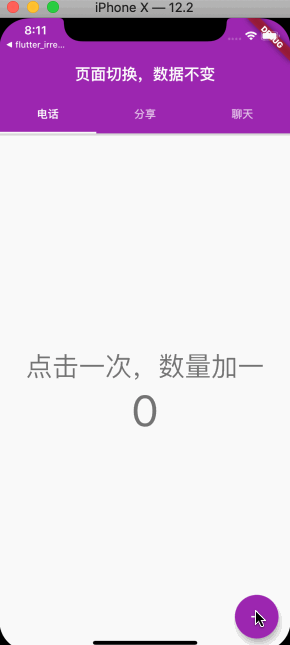 iPhone X — 12.2
8:11
◀ flutter_irre...
DEBUG
页面切换，数据不变
电话
分享
聊天
点击一次，数量加一
0